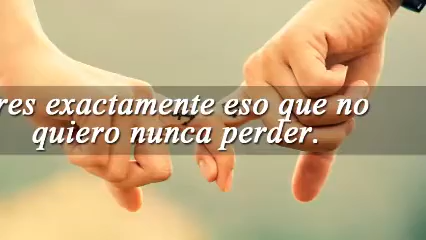 res exactamente eso que no
quiero nunca perder.